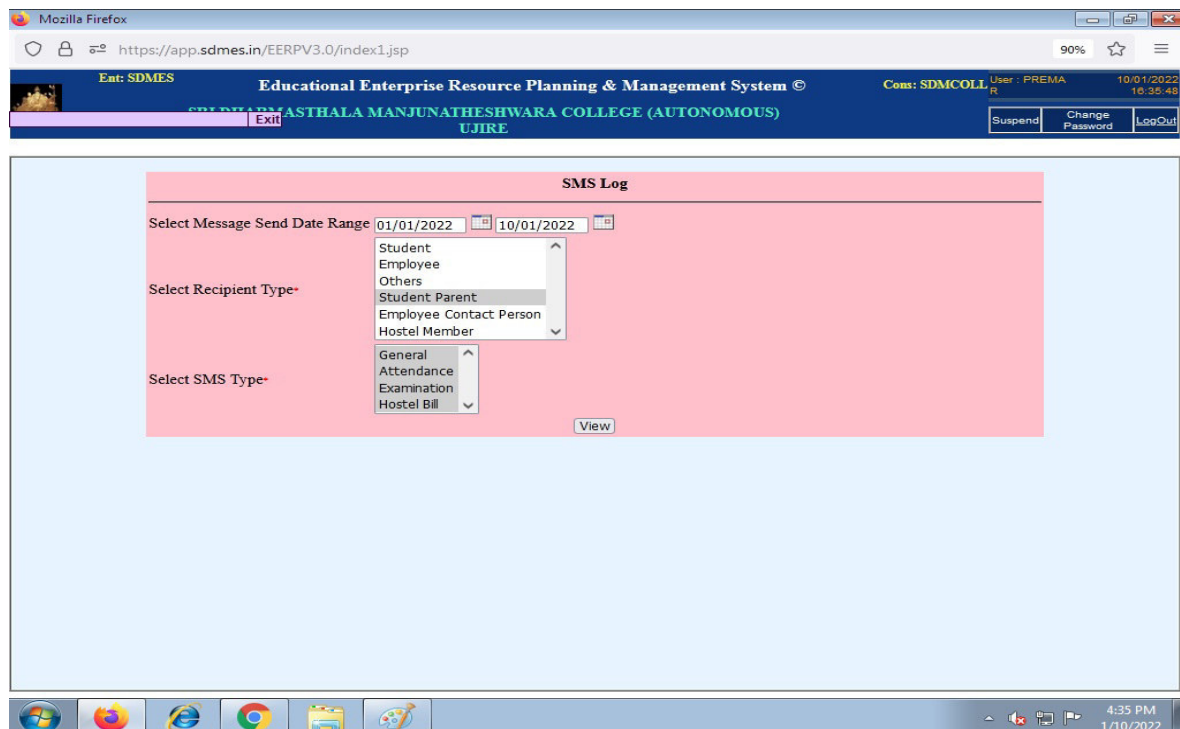 Mozilla Firefox
https://app.sdmes.in/EERPV3.0/index1.jsp
90%
Ent: SDMES
Educational Enterprise Resource Planning & Management System ©
Cons: SDMCOLL
User : PREMA R
10/01/2022 16:35:48
Exit
MANJUNATHESHWARA COLLEGE (AUTONOMOUS)
UJIRE
Suspend
Change Password
LogOut
SMS Log
Select Message Send Date Range 01/01/2022 10/01/2022
Select Recipient Type*
Student
Employee
Others
Student Parent
Employee Contact Person
Hostel Member
Select SMS Type*
General
Attendance
Examination
Hostel Bill
View
4:35 PM
1/10/2022